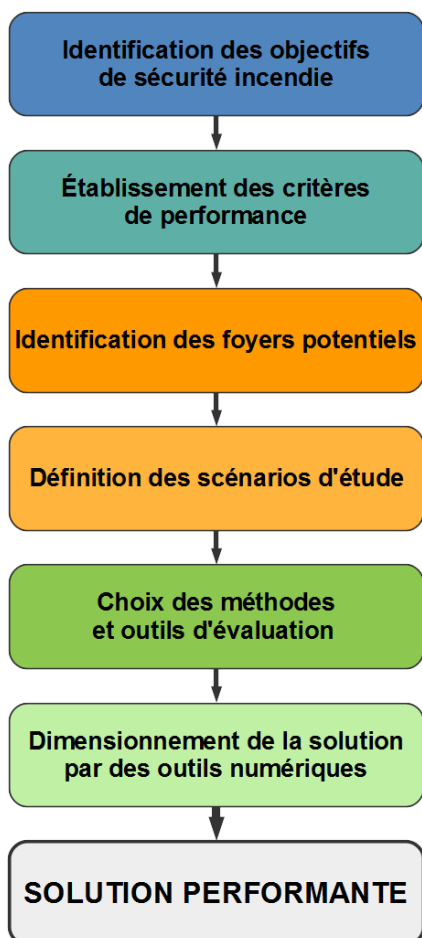 Identification des objectifs
de sécurité incendie
Établissement des critères
de performance
Identification des foyers potentiels
Définition des scénarios d'étude
Choix des méthodes
et outils d'évaluation
Dimensionnement de la solution
par des outils numériques
SOLUTION PERFORMANTE